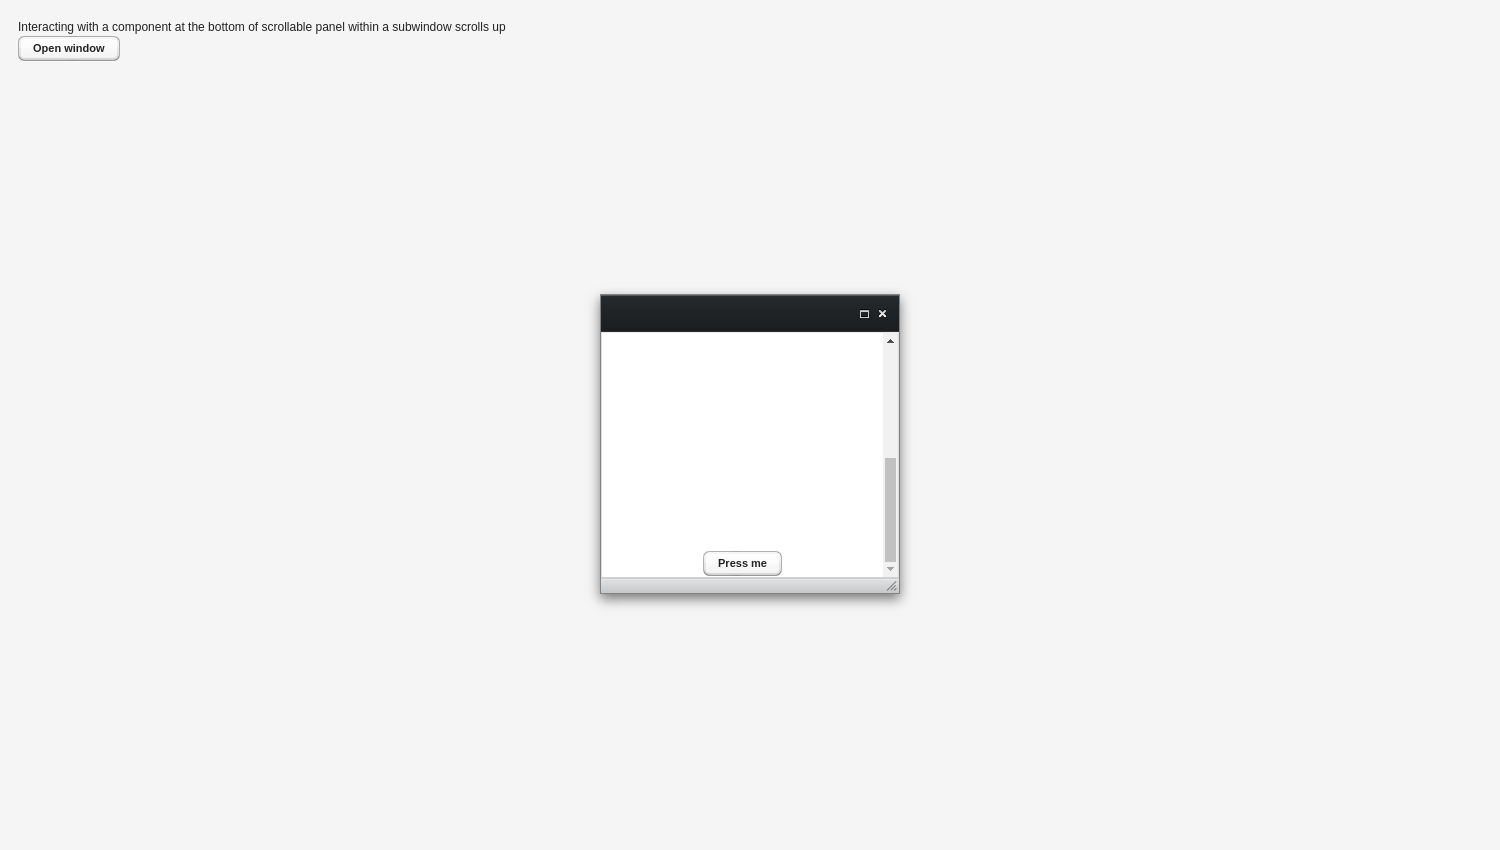 Interacting with a component at the bottom of scrollable panel within a subwindow scrolls up
Open window
Press me